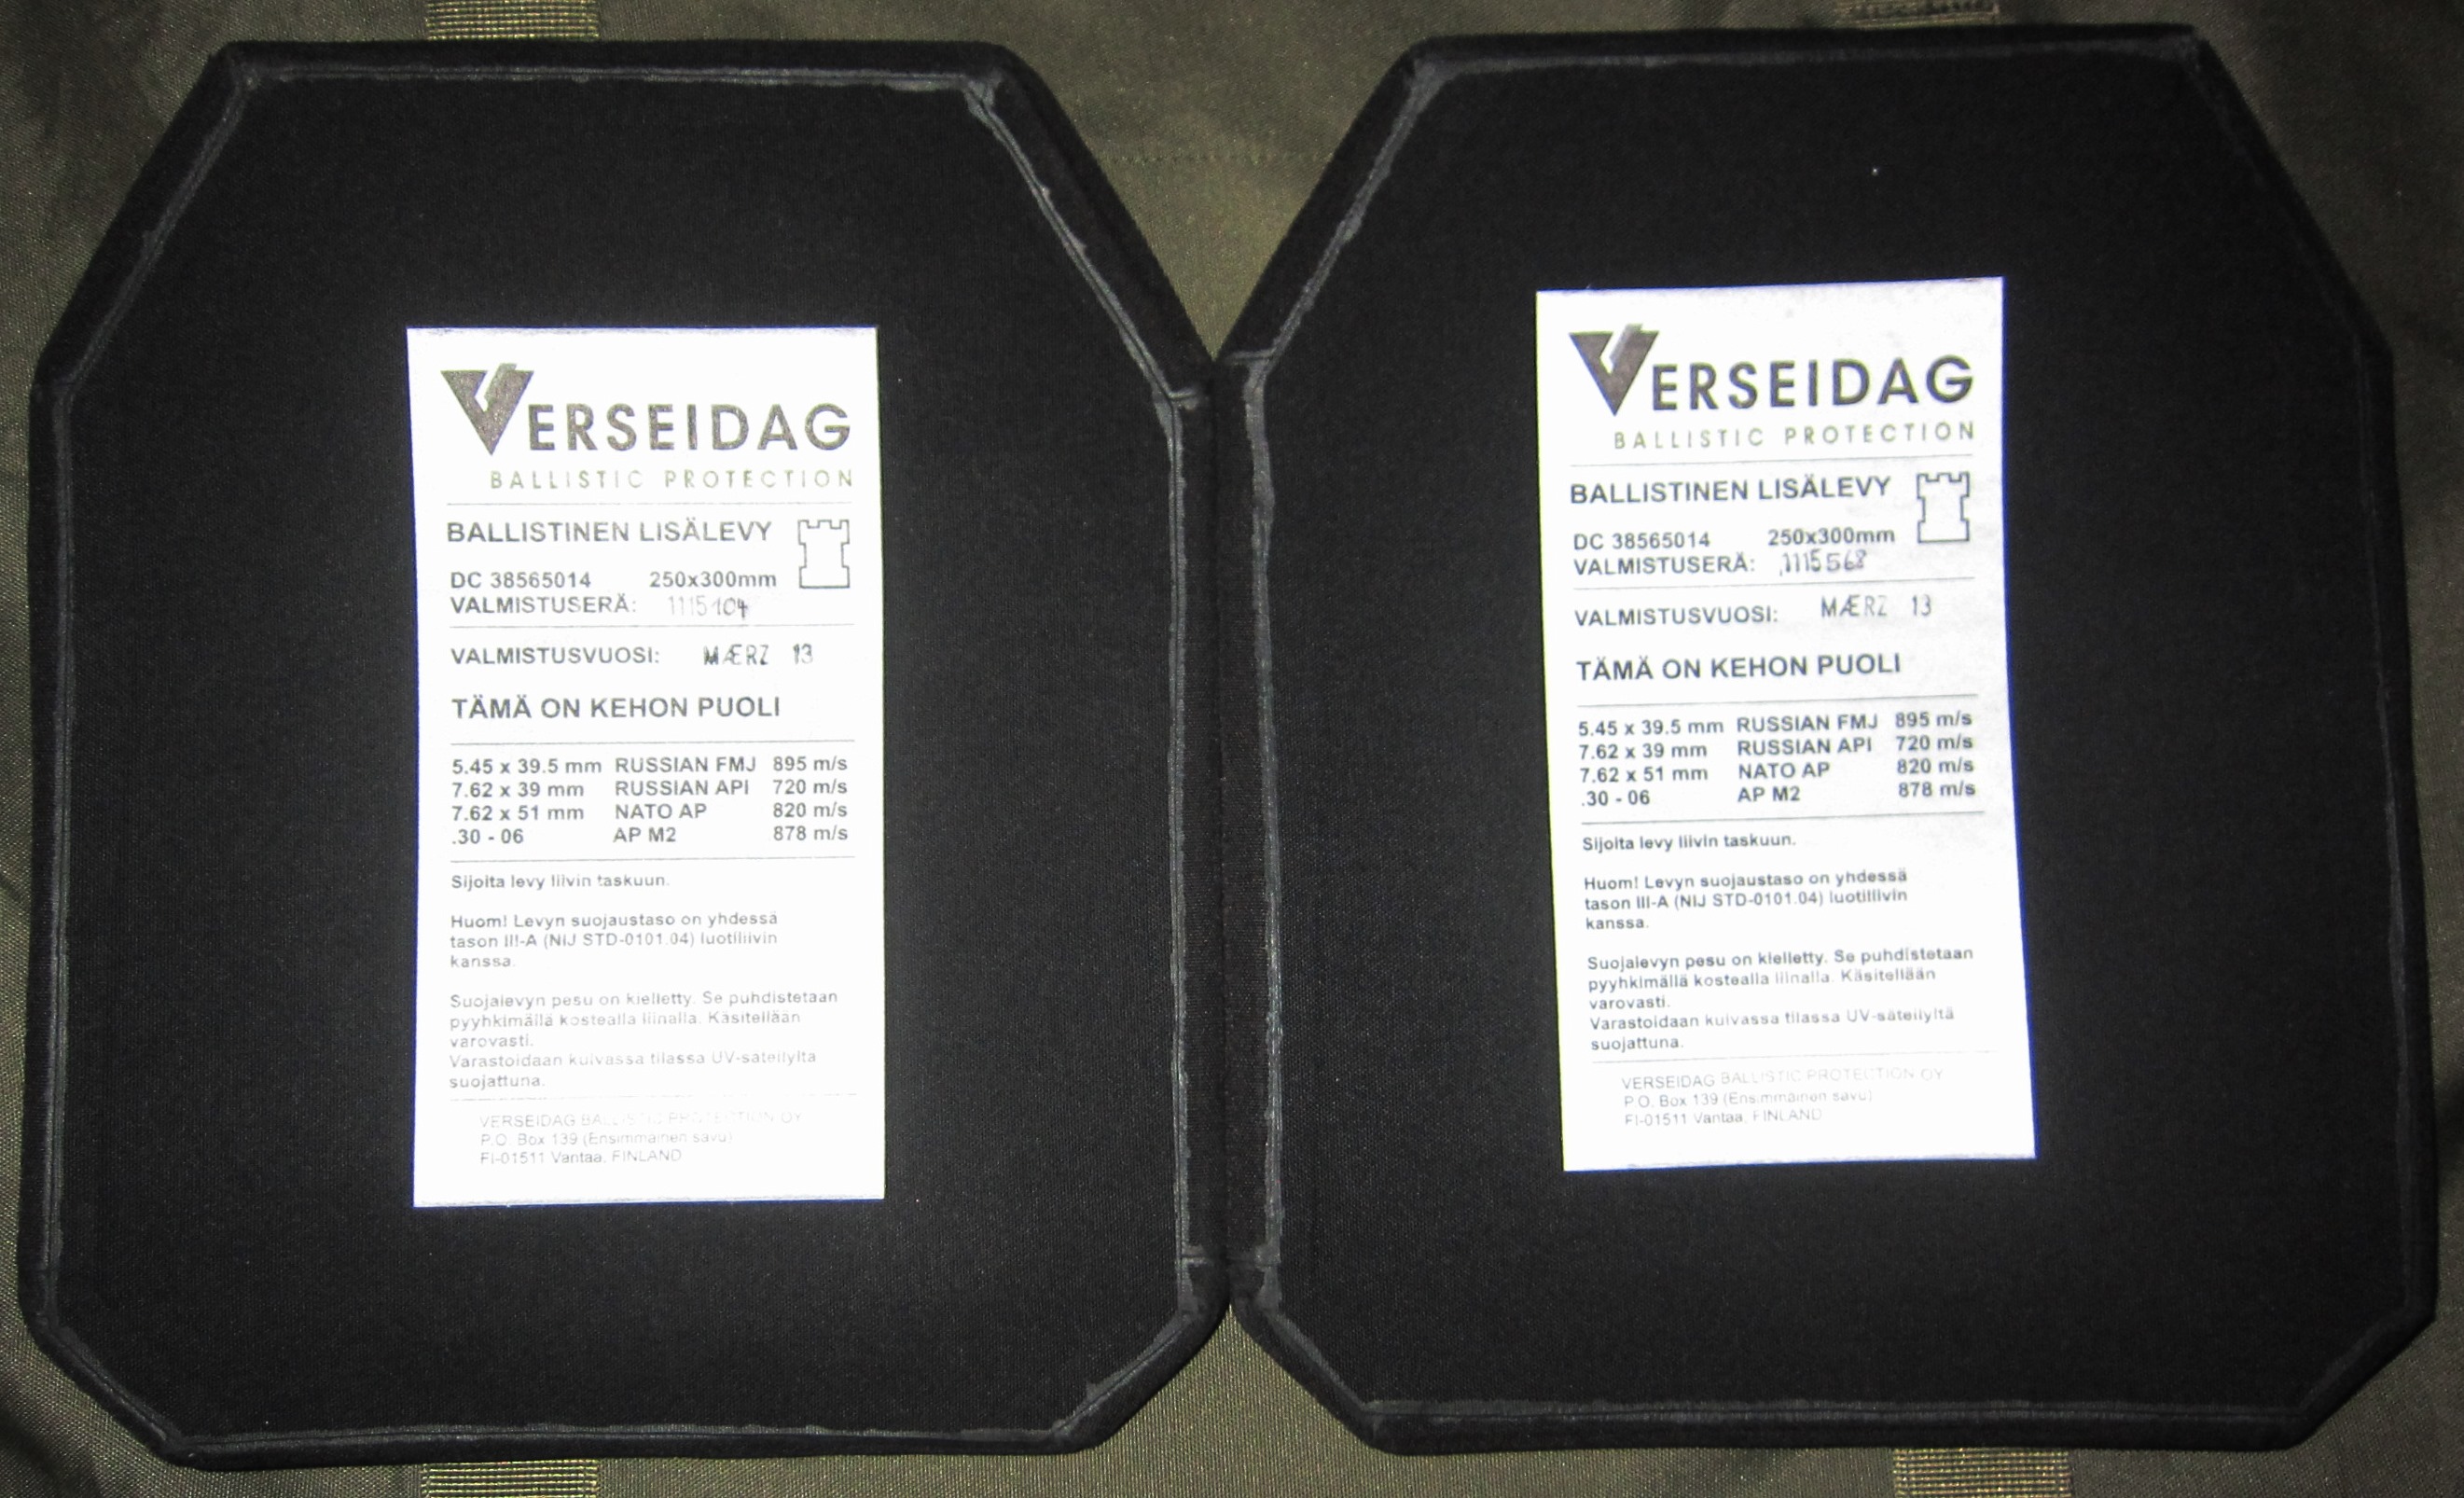 VERSEIDAG
BALLISTIC PROTECTION
BALLISTINEN LISÄLEVY
DC 38565014 250x300mm
VALMISTUSERÄ: 1115104
VALMISTUSVUOSI: MÆRZ 13
TÄMÄ ON KEHON PUOLI
5.45 x 39.5 mm RUSSIAN FMJ 895 m/s
7.62 x 39 mm RUSSIAN API 720 m/s
7.62 x 51 mm NATO AP 820 m/s
.30 - 06 AP M2 878 m/s
Sijoita levy liivin taskuun.
Huom! Levyn suojaustaso on yhdessä
tason III-A (NIJ STD-0101.04) luotiliivin
kanssa.
Suojalevyn pesu on kielletty. Se puhdistetaan
pyyhkimällä kostealla liinalla. Käsitellään
varovasti.
Varastoidaan kuivassa tilassa UV-säteilyltä
suojattuna.
VERSEIDAG BALLISTIC PROTECTION OY
P.O. Box 139 (Ensimmäinen savu)
FI-01511 Vantaa, FINLAND
VERSEIDAG
BALLISTIC PROTECTION
BALLISTINEN LISÄLEVY
DC 38565014 250x300mm
VALMISTUSERÄ: 1115568
VALMISTUSVUOSI: MÆRZ 13
TÄMÄ ON KEHON PUOLI
5.45 x 39.5 mm RUSSIAN FMJ 895 m/s
7.62 x 39 mm RUSSIAN API 720 m/s
7.62 x 51 mm NATO AP 820 m/s
.30 - 06 AP M2 878 m/s
Sijoita levy liivin taskuun.
Huom! Levyn suojaustaso on yhdessä
tason III-A (NIJ STD-0101.04) luotiliivin
kanssa.
Suojalevyn pesu on kielletty. Se puhdistetaan
pyyhkimällä kostealla liinalla. Käsitellään
varovasti.
Varastoidaan kuivassa tilassa UV-säteilyltä
suojattuna.
VERSEIDAG BALLISTIC PROTECTION OY
P.O. Box 139 (Ensimmäinen savu)
FI-01511 Vantaa, FINLAND